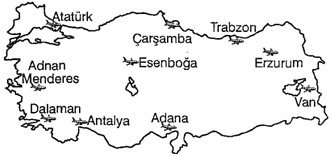 Atatürk
Çarşamba
Trabzon
Esenboğa
Erzurum
Adnan
Menderes
Van
Dalaman
Antalya
Adana